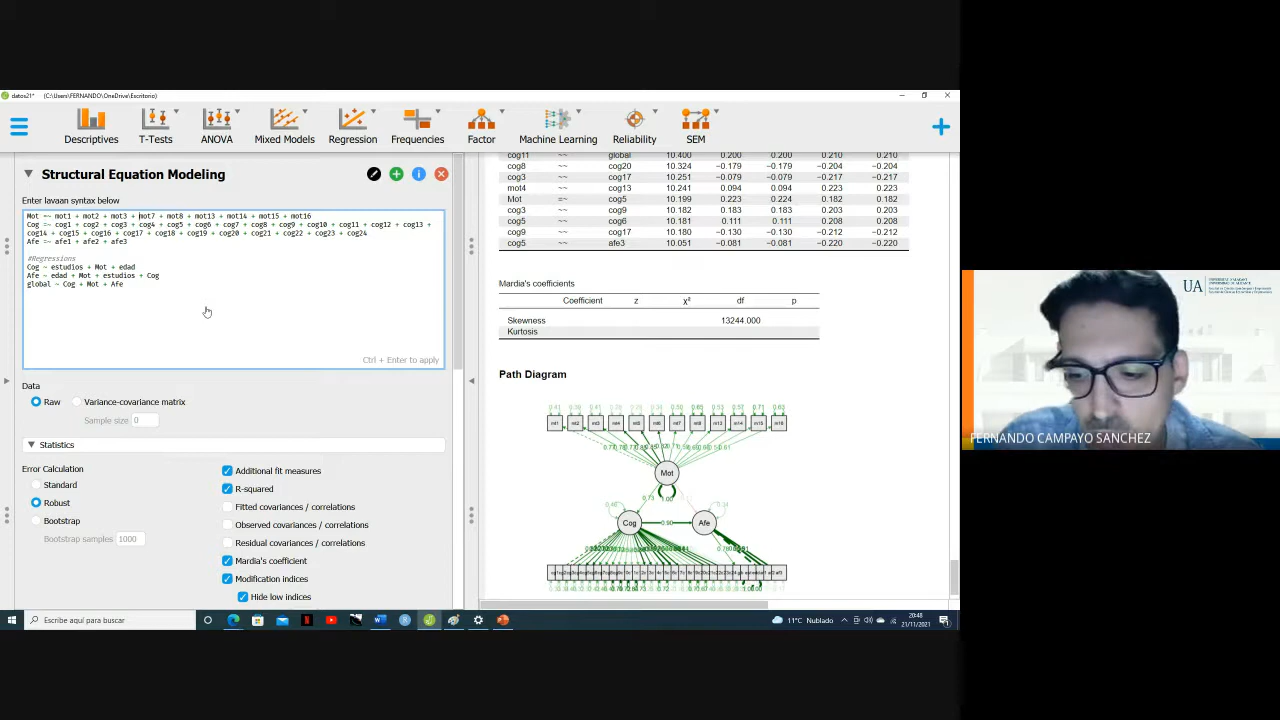 datos21* (C:\Users\FERNANDO\OneDrive\Escritorio)
Descriptives
T-Tests
ANOVA
Mixed Models
Regression
Frequencies
Factor
Machine Learning
Reliability
SEM
Structural Equation Modeling
Enter lavaan syntax below
Mot =~ mot1 + mot2 + mot3 + mot7 + mot8 + mot13 + mot14 + mot15 + mot16
Cog =~ cog1 + cog2 + cog3 + cog4 + cog5 + cog6 + cog7 + cog8 + cog9 + cog10 + cog11 + cog12 + cog13 +
cog14 + cog15 + cog16 + cog17 + cog18 + cog19 + cog20 + cog21 + cog22 + cog23 + cog24
Afe =~ afe1 + afe2 + afe3
#Regressions
Cog ~ estudios + Mot + edad
Afe ~ edad + Mot + estudios + Cog
global ~ Cog + Mot + Afe
Ctrl + Enter to apply
Data
Raw
Variance-covariance matrix
Sample size 0
Statistics
Error Calculation
Standard
Robust
Bootstrap
Bootstrap samples 1000
Additional fit measures
R-squared
Fitted covariances / correlations
Observed covariances / correlations
Residual covariances / correlations
Mardia's coefficient
Modification indices
Hide low indices
cog11 ~~ global 10.400 0.200 0.200 0.210 0.210
cog8 ~~ cog20 10.324 −0.179 −0.179 −0.204 −0.204
cog3 ~~ cog17 10.251 −0.079 −0.079 −0.217 −0.217
mot4 ~~ cog13 10.241 0.094 0.094 0.223 0.223
Mot =~ cog5 10.199 0.223 0.224 0.182 0.182
cog3 ~~ cog9 10.182 0.183 0.183 0.203 0.203
cog5 ~~ cog6 10.181 0.111 0.111 0.208 0.208
cog9 ~~ cog17 10.180 −0.130 −0.130 −0.212 −0.212
cog5 ~~ afe3 10.051 −0.081 −0.081 −0.220 −0.220
Mardia's coefficients
Coefficient z χ² df p
Skewness 13244.000
Kurtosis
Path Diagram
Mot
0.73
1.00
Cog
0.90
Afe
UA
FERNANDO CAMPAYO SANCHEZ
Escribe aquí para buscar
11°C Nublado
20:48
21/11/2021